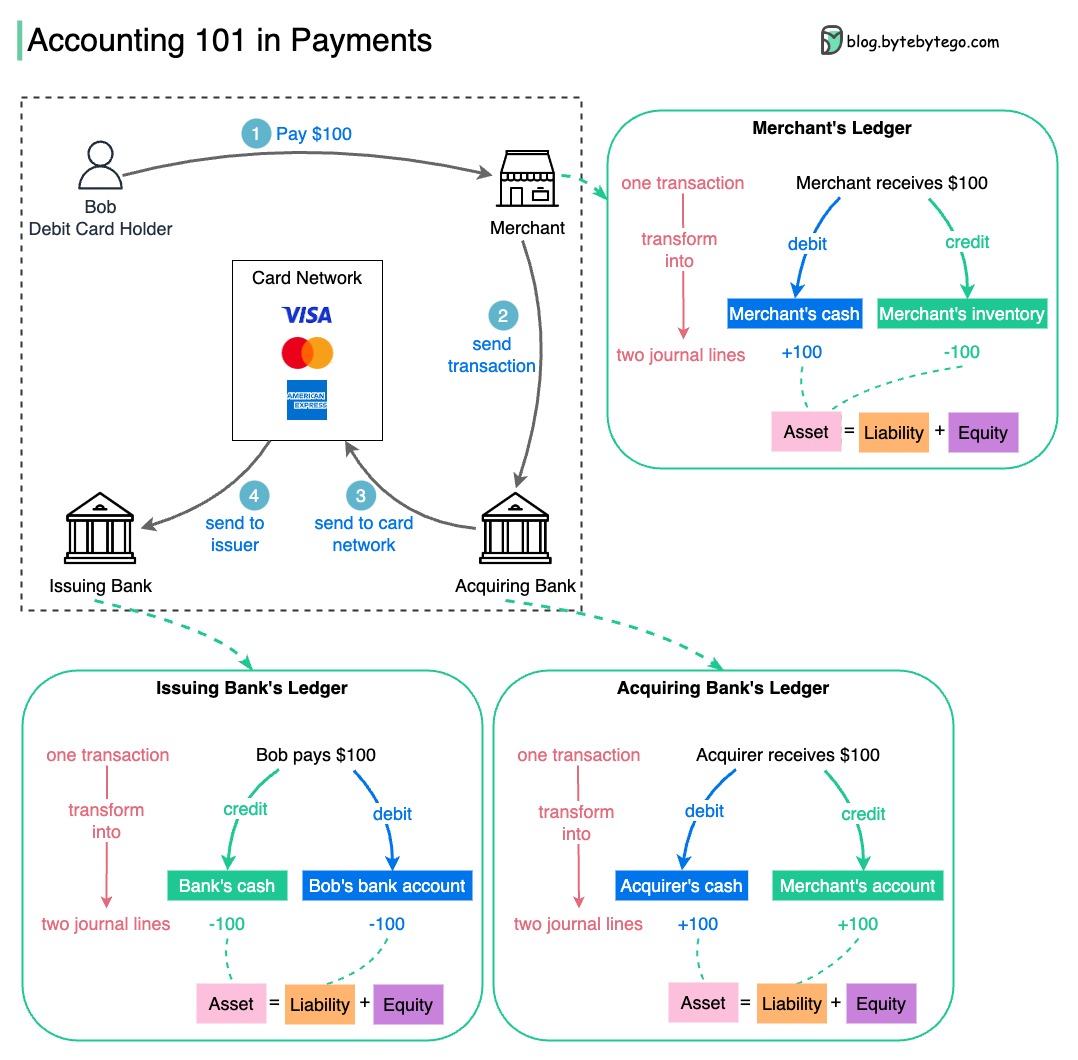 Accounting 101 in Payments
blog.bytebytego.com
1 Pay $100
Bob
Debit Card Holder
Merchant
Card Network
VISA
AMERICAN
EXPRESS
2
send
transaction
3
send to card
network
4
send to
issuer
Issuing Bank
Acquiring Bank
Merchant's Ledger
one transaction
transform
into
two journal lines
Merchant receives $100
debit
credit
Merchant's cash
Merchant's inventory
+100
-100
Asset = Liability + Equity
Issuing Bank's Ledger
one transaction
transform
into
two journal lines
Bob pays $100
credit
debit
Bank's cash
Bob's bank account
-100
-100
Asset = Liability + Equity
Acquiring Bank's Ledger
one transaction
transform
into
two journal lines
Acquirer receives $100
debit
credit
Acquirer's cash
Merchant's account
+100
+100
Asset = Liability + Equity